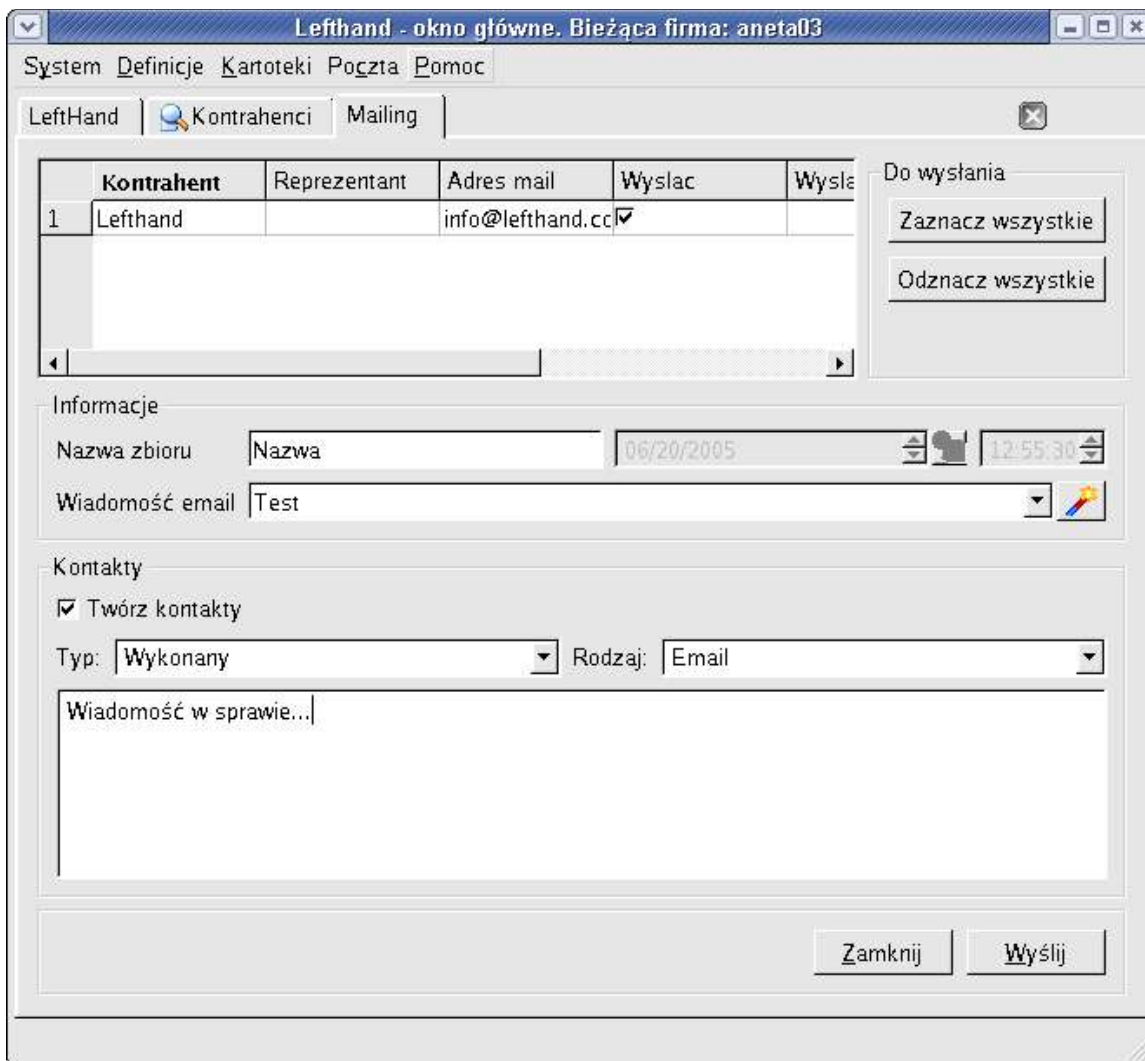 Lefthand - okno główne. Bieżąca firma: aneta03
System Definicje Kartoteki Poczta Pomoc
LeftHand Kontrahenci Mailing
Kontrahent Reprezentant Adres mail Wyslac Wysla
1 Lefthand info@lefthand.cc
Do wysłania
Zaznacz wszystkie
Odznacz wszystkie
Informacje
Nazwa zbioru Nazwa 06/20/2005 12:55:30
Wiadomość email Test
Kontakty
Twórz kontakty
Typ: Wykonany Rodzaj: Email
Wiadomość w sprawie...
Zamknij Wyślij